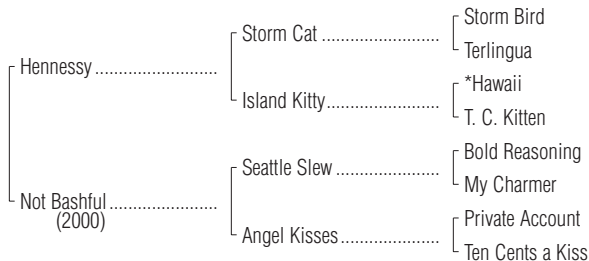 Storm Bird
Storm Cat ........................
Terlingua
Hennessy ..........................
*Hawaii
Island Kitty........................
T. C. Kitten
Bold Reasoning
Seattle Slew ......................
My Charmer
Not Bashful.......................
(2000)
Private Account
Angel Kisses.....................
Ten Cents a Kiss